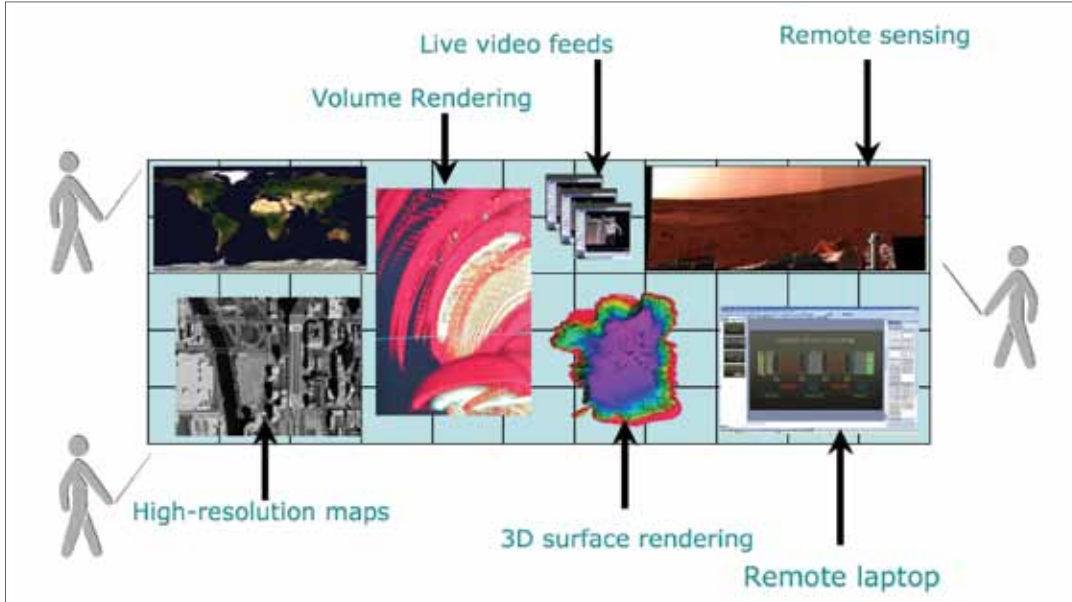 Live video feeds
Remote sensing
Volume Rendering
High-resolution maps
3D surface rendering
Remote laptop